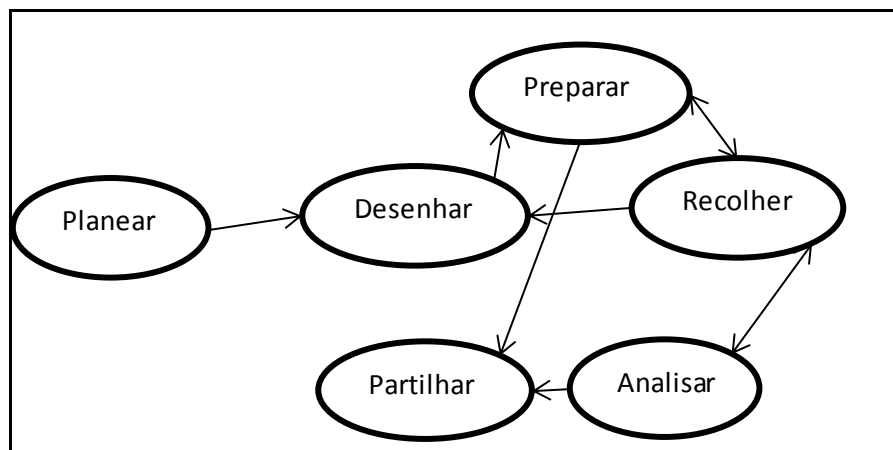 Preparar
Planear
Desenhar
Recolher
Partilhar
Analisar